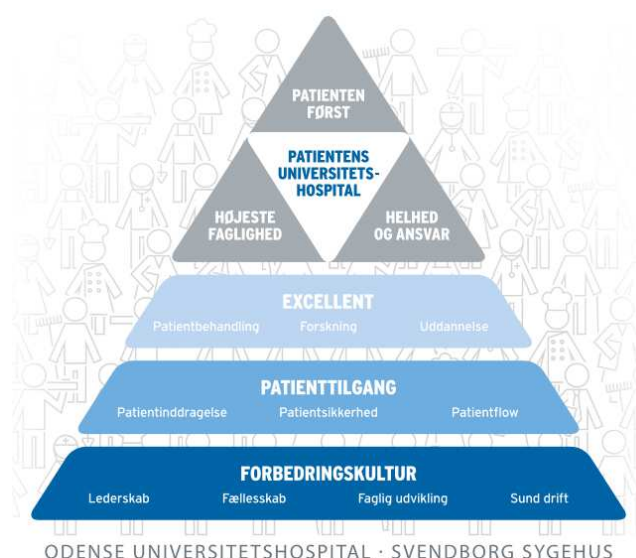 PATIENTEN
FØRST
PATIENTENS
UNIVERSITETS-
HOSPITAL
HØJESTE
FAGLIGHED
HELHED
OG ANSVAR
EXCELLENT
Patientbehandling Forskning Uddannelse
PATIENTTILGANG
Patientinddragelse Patientsikkerhed Patientflow
FORBEDRINGSKULTUR
Lederskab Fællesskab Faglig udvikling Sund drift
ODENSE UNIVERSITETSHOSPITAL · SVENDBORG SYGEHUS